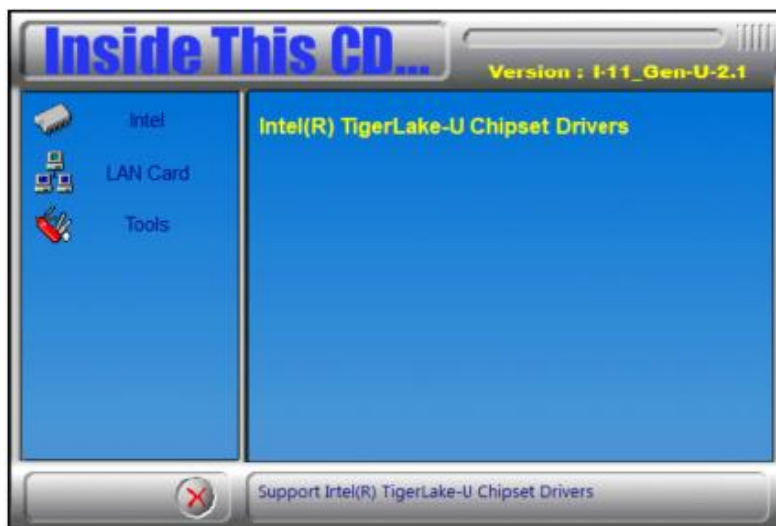 Inside This CD...
Version : I-11_Gen-U-2.1
Intel
LAN Card
Tools
Intel(R) TigerLake-U Chipset Drivers
Support Intel(R) TigerLake-U Chipset Drivers